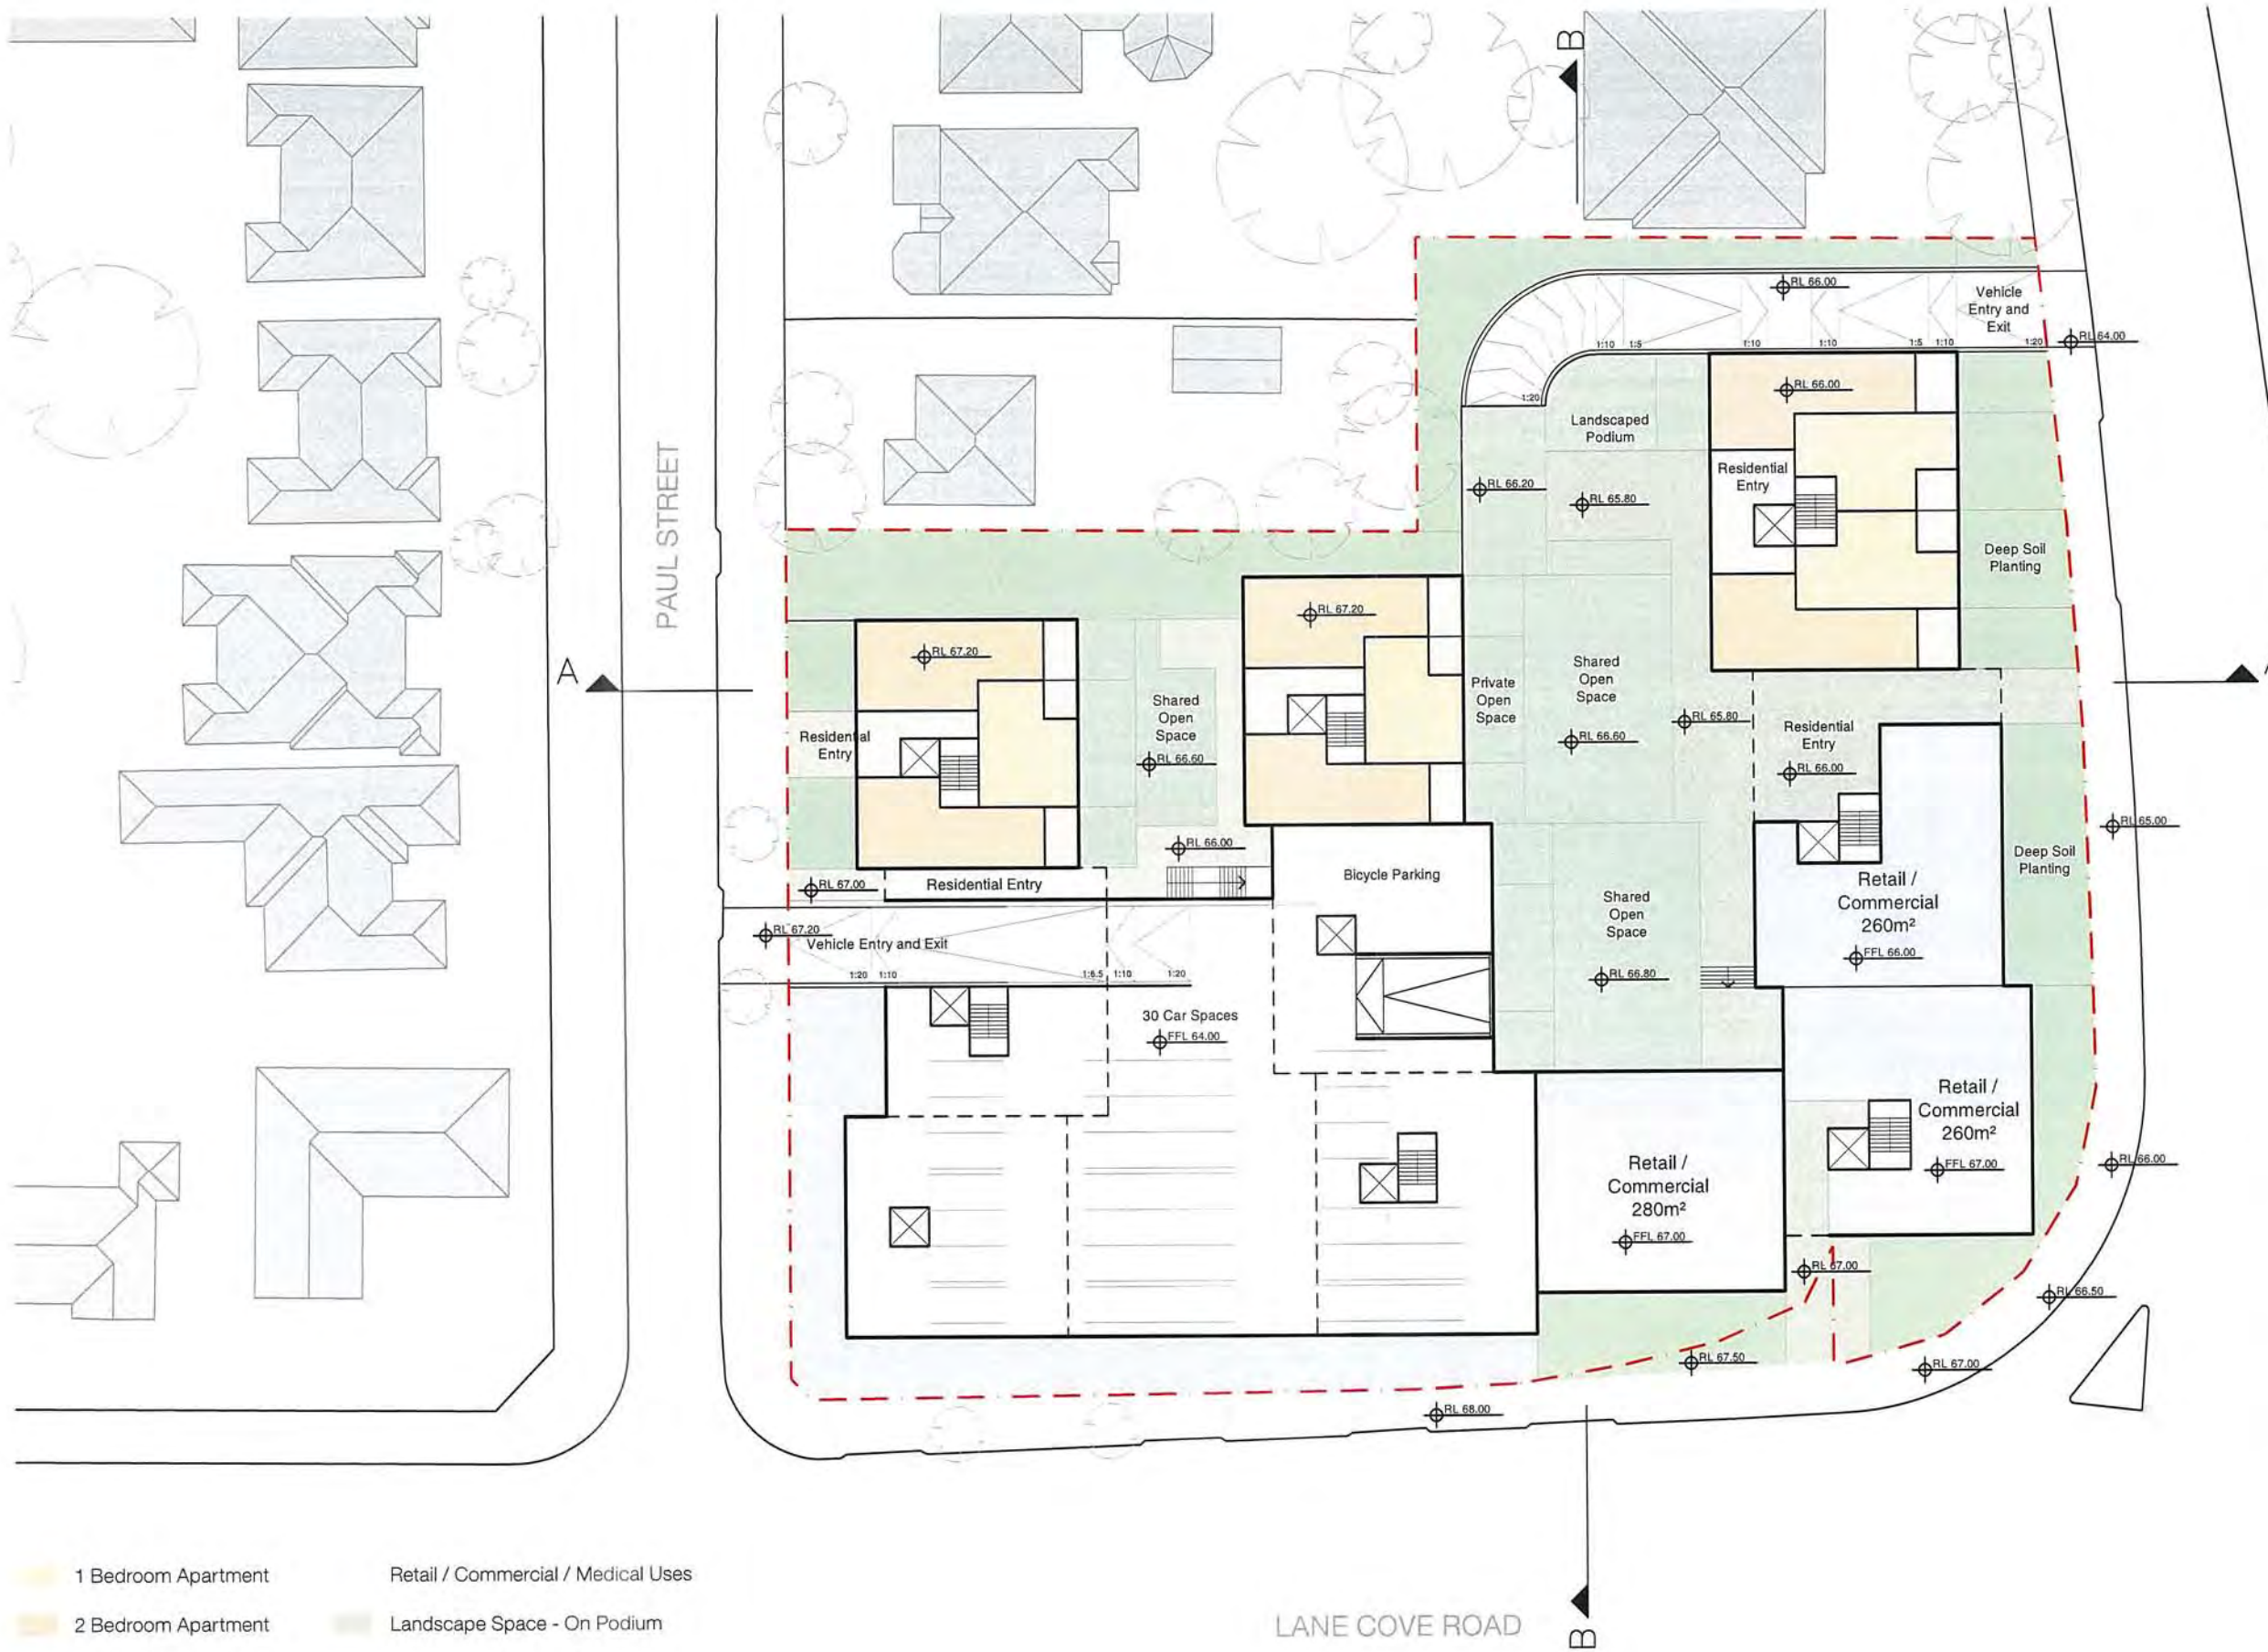 B
RL 66.00
Vehicle
Entry and
Exit
RL 64.00
1:10
1:5
1:10
1:10
1:5
1:10
1:20
1:20
RL 66.00
Landscaped
Podium
PAUL STREET
Residential
Entry
RL 66.20
RL 65.80
Deep Soil
Planting
RL 67.20
RL 67.20
A
Shared
Open
Space
Private
Open
Space
Shared
Open
Space
RL 65.80
Residential
Entry
Residential
Entry
RL 66.60
RL 66.60
RL 66.00
RL 65.00
RL 66.00
Deep Soil
Planting
RL 67.00
Residential Entry
Bicycle Parking
Retail /
Commercial
260m²
Shared
Open
Space
RL 67.20
Vehicle Entry and Exit
FFL 66.00
1:20
1:10
1:6.5
1:10
1:20
RL 66.80
30 Car Spaces
FFL 64.00
Retail /
Commercial
260m²
FFL 67.00
RL 66.00
Retail /
Commercial
280m²
FFL 67.00
RL 67.00
RL 66.50
RL 67.50
RL 67.00
RL 68.00
1 Bedroom Apartment
Retail / Commercial / Medical Uses
2 Bedroom Apartment
Landscape Space - On Podium
LANE COVE ROAD
B